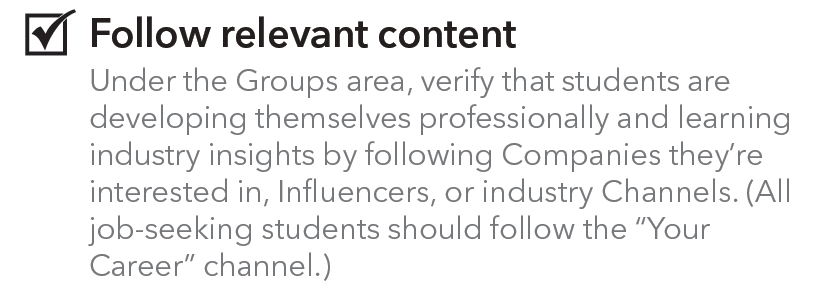 Follow relevant content
Under the Groups area, verify that students are
developing themselves professionally and learning
industry insights by following Companies they’re
interested in, Influencers, or industry Channels. (All
job-seeking students should follow the “Your
Career” channel.)